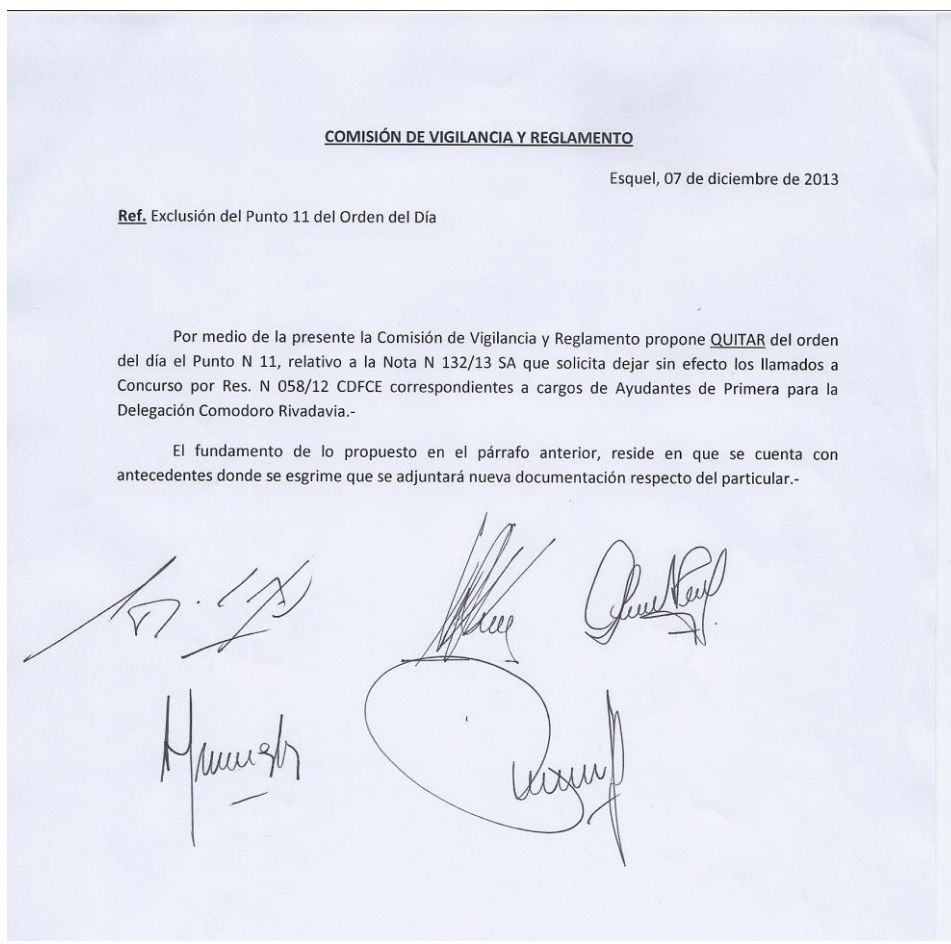 COMISIÓN DE VIGILANCIA Y REGLAMENTO
Esquel, 07 de diciembre de 2013
Ref. Exclusión del Punto 11 del Orden del Día
Por medio de la presente la Comisión de Vigilancia y Reglamento propone QUITAR del orden
del día el Punto N 11, relativo a la Nota N 132/13 SA que solicita dejar sin efecto los llamados a
Concurso por Res. N 058/12 CDFCE correspondientes a cargos de Ayudantes de Primera para la
Delegación Comodoro Rivadavia.-
El fundamento de lo propuesto en el párrafo anterior, reside en que se cuenta con
antecedentes donde se esgrime que se adjuntará nueva documentación respecto del particular.-